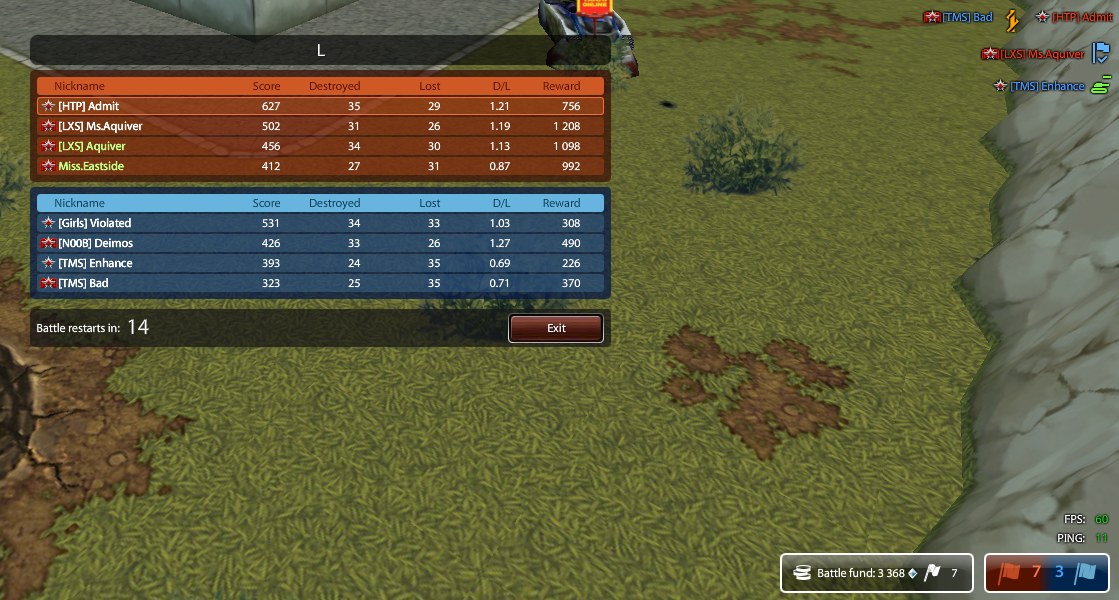 ONLINE
[TMS] Bad [HTP] Admit
[LXS] Ms.Aquiver
[TMS] Enhance
L
Nickname Score Destroyed Lost D/L Reward
[HTP] Admit 627 35 29 1.21 756
[LXS] Ms.Aquiver 502 31 26 1.19 1 208
[LXS] Aquiver 456 34 30 1.13 1 098
Miss.Eastside 412 27 31 0.87 992
Nickname Score Destroyed Lost D/L Reward
[Girls] Violated 531 34 33 1.03 308
[N00B] Deimos 426 33 26 1.27 490
[TMS] Enhance 393 24 35 0.69 226
[TMS] Bad 323 25 35 0.71 370
Battle restarts in: 14 Exit
FPS: 60
PING: 11
Battle fund: 3 368 7 7 3